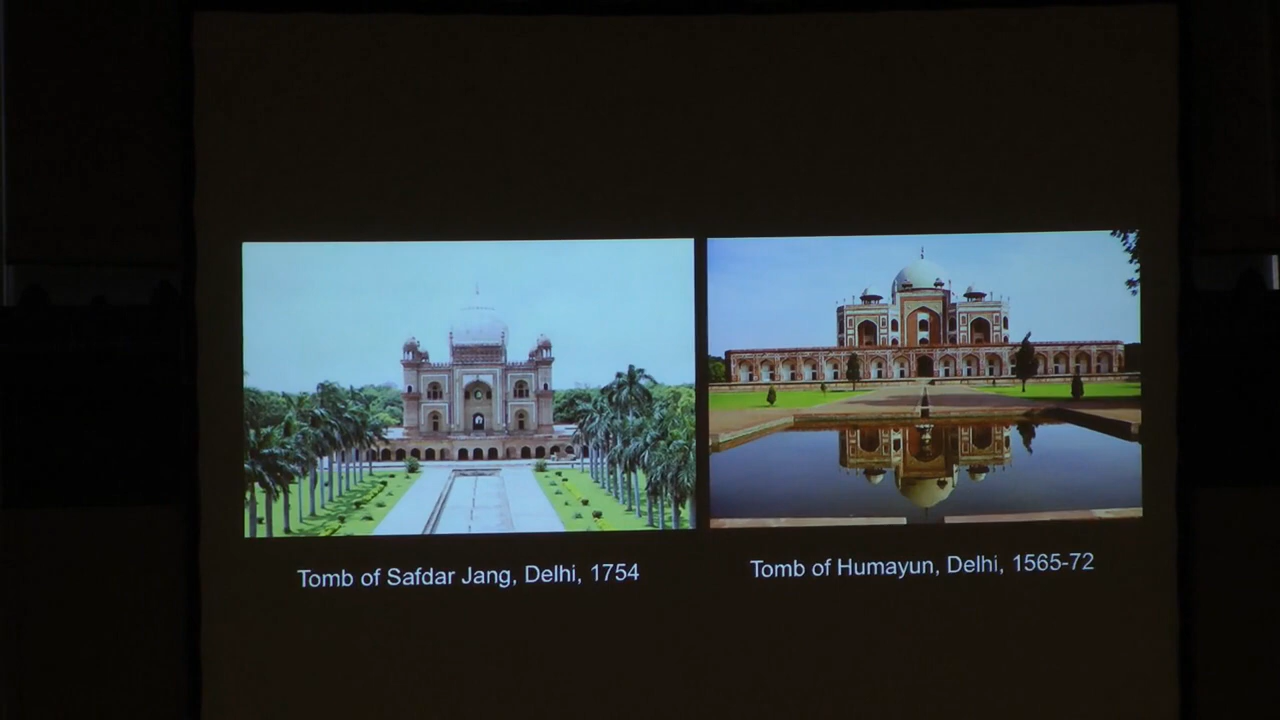 Tomb of Safdar Jang, Delhi, 1754
Tomb of Humayun, Delhi, 1565-72